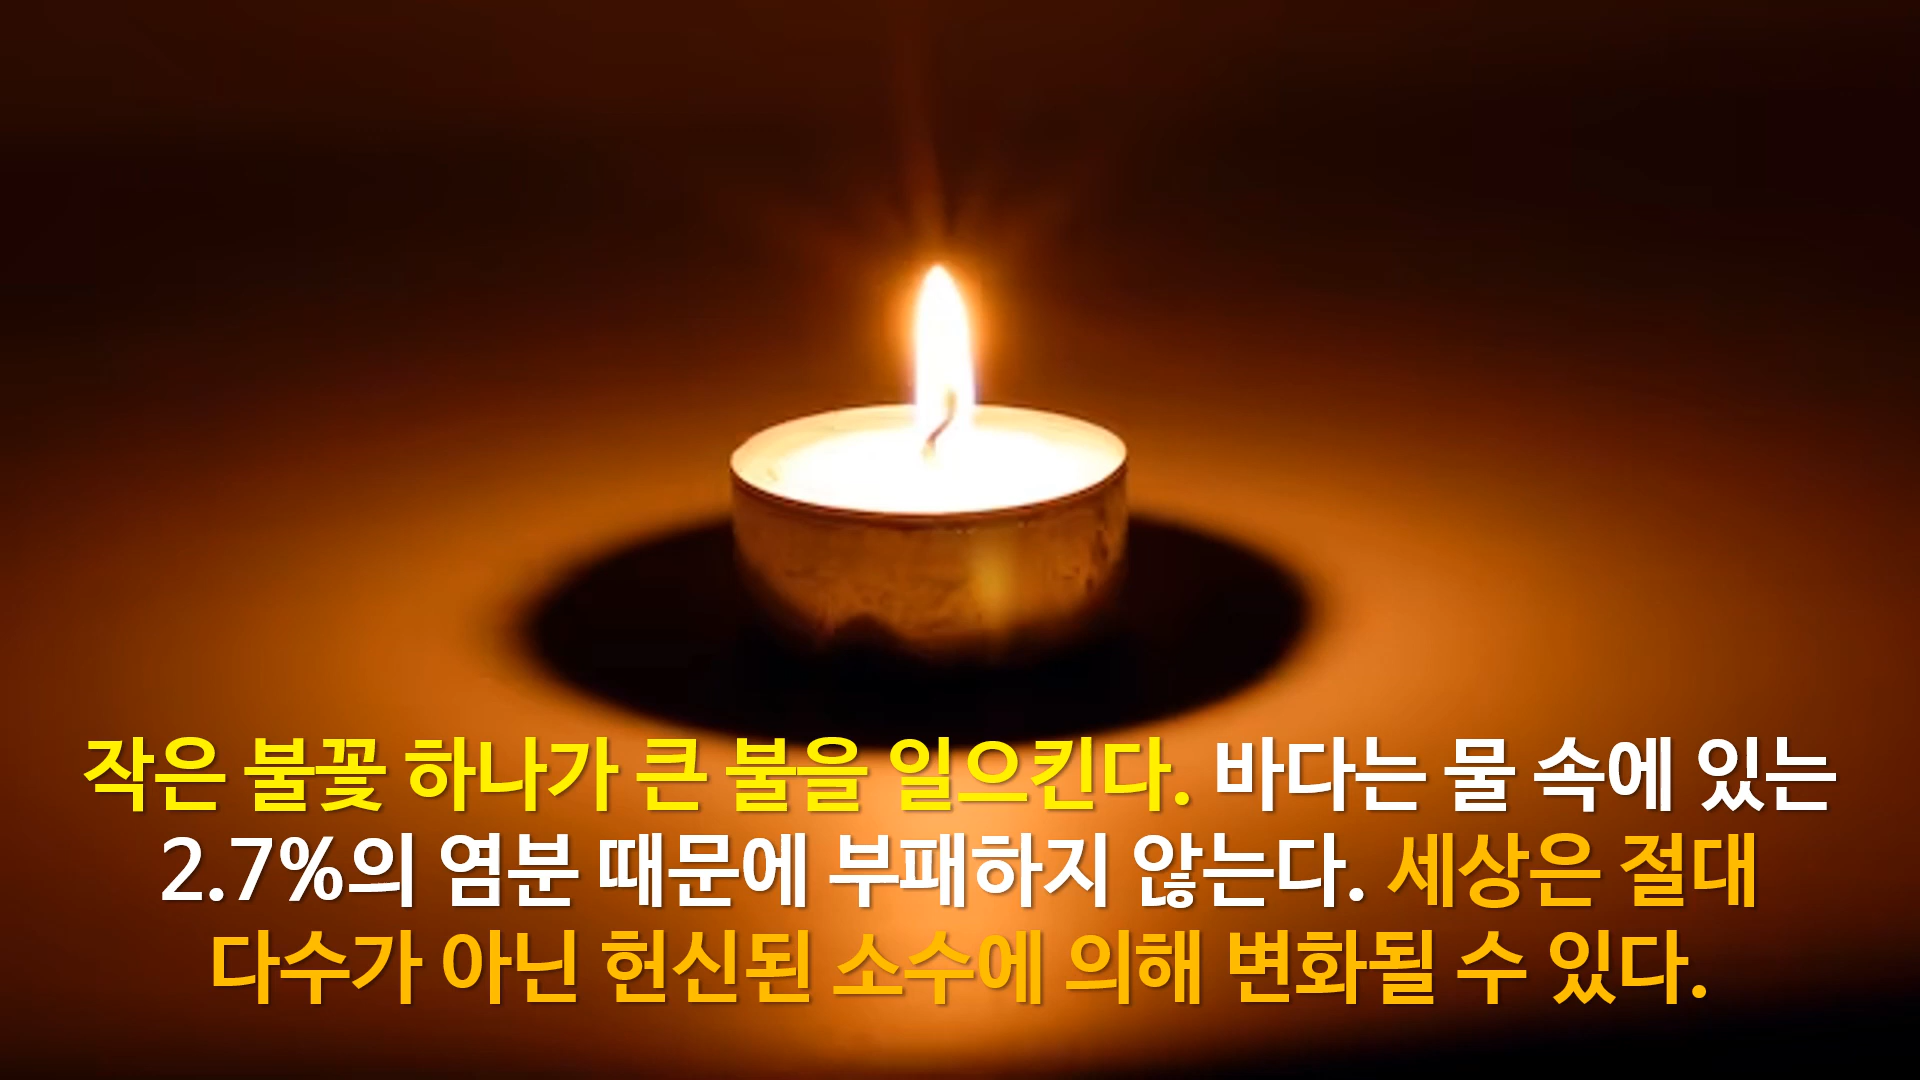 작은 불꽃 하나가 큰 불을 일으킨다. 바다는 물 속에 있는
2.7%의 염분 때문에 부패하지 않는다. 세상은 절대
다수가 아닌 헌신된 소수에 의해 변화될 수 있다.